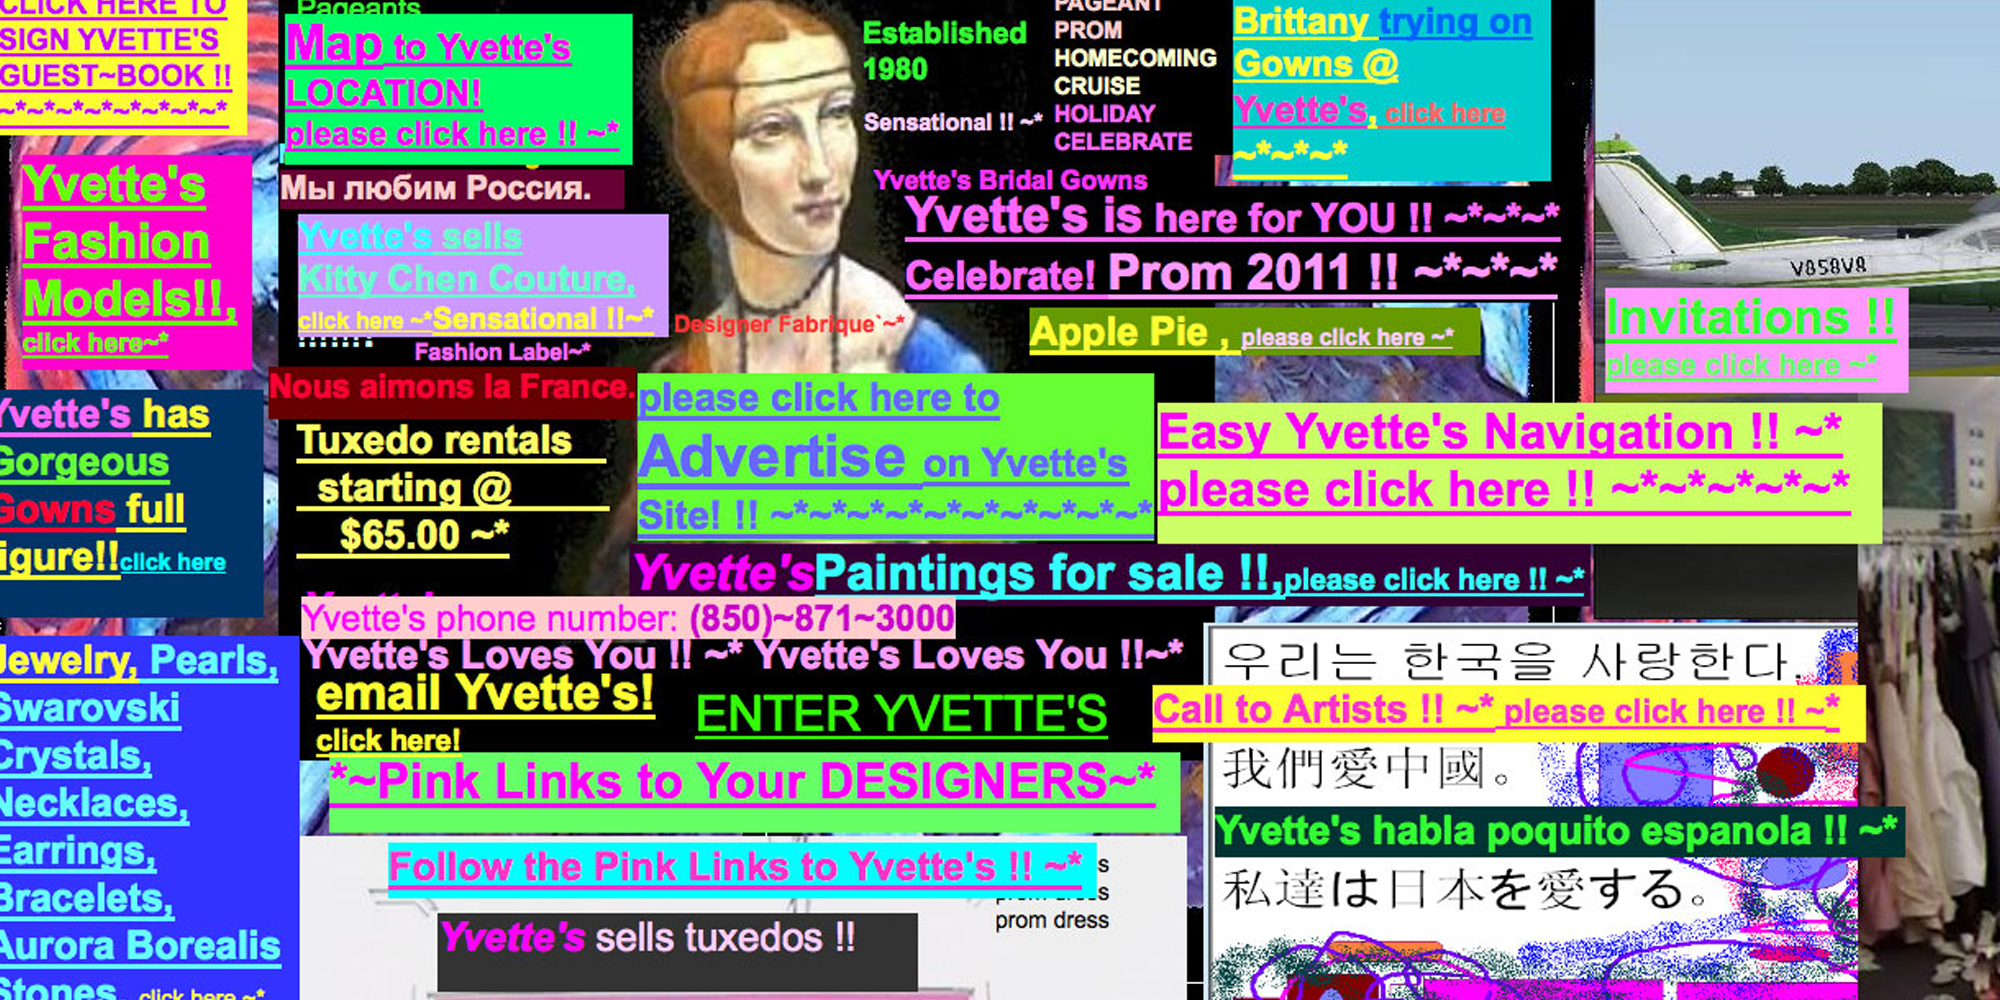 CLICK HERE TO
SIGN YVETTE'S
GUEST~BOOK !!
~*~*~*~*~*~*~*~*
Yvette's
Fashion
Models!!,
click here~*
Yvette's has
Gorgeous
Gowns full
figure!!click here
Jewelry, Pearls,
Swarovski
Crystals,
Necklaces,
Earrings,
Bracelets,
Aurora Borealis
Stones, click here ~*
Pageants
Map to Yvette's
LOCATION!
please click here !! ~*
Мы любим Россия.
Yvette's sells
Kitty Chen Couture,
click here ~*Sensational !!~*
Fashion Label~*
Nous aimons la France.
Tuxedo rentals
starting @
$65.00 ~*
Designer Fabrique`~*
Established
1980
Sensational !! ~*
PAGEANT
PROM
HOMECOMING
CRUISE
HOLIDAY
CELEBRATE
Brittany trying on
Gowns @
Yvette's, click here
~*~*~*
Yvette's Bridal Gowns
Yvette's is here for YOU !! ~*~*~*
Celebrate! Prom 2011 !! ~*~*~*
V858V8
Apple Pie , please click here ~*
Invitations !!
please click here ~*
please click here to
Advertise on Yvette's
Site! !! ~*~*~*~*~*~*~*~*~*~*
Easy Yvette's Navigation !! ~*
please click here !! ~*~*~*~*~*
Yvette'sPaintings for sale !!,please click here !! ~*
Yvette's phone number: (850)~871~3000
Yvette's Loves You !! ~* Yvette's Loves You !!~*
email Yvette's!
click here!
ENTER YVETTE'S
우리는 한국을 사랑한다.
Call to Artists !! ~* please click here !! ~*
*~Pink Links to Your DESIGNERS~*
我們愛中國。
Yvette's habla poquito espanola !! ~*
Follow the Pink Links to Yvette's !! ~*
私達は日本を愛する。
prom dress
prom dress
Yvette's sells tuxedos !!